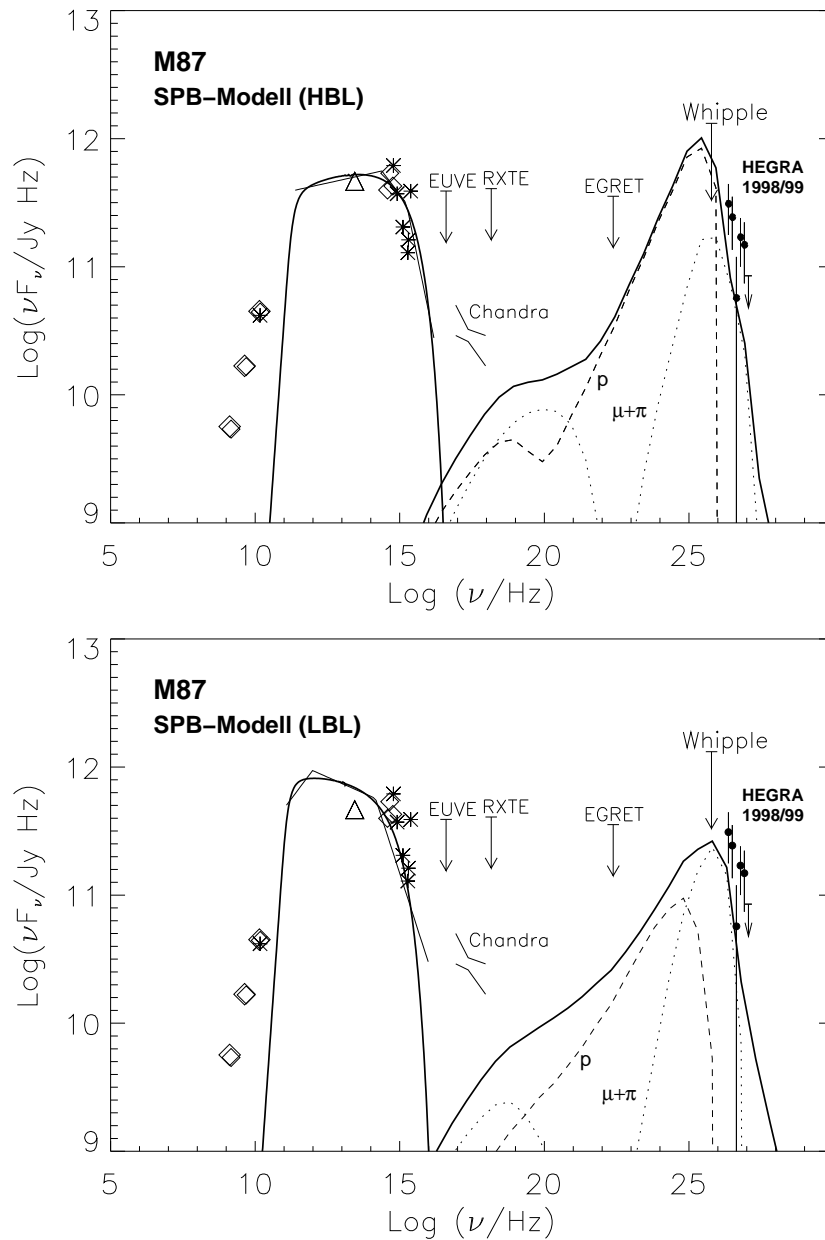 13
M87
SPB–Modell (HBL)
Whipple
12
HEGRA
1998/99
EUVE
RXTE
EGRET
11
Chandra
10
p
μ+π
9
Log(νFν/Jy Hz)
5
10
15
20
25
Log (ν/Hz)
13
M87
SPB–Modell (LBL)
Whipple
12
HEGRA
1998/99
EUVE
RXTE
EGRET
11
Chandra
10
p
μ+π
9
Log(νFν/Jy Hz)
5
10
15
20
25
Log (ν/Hz)